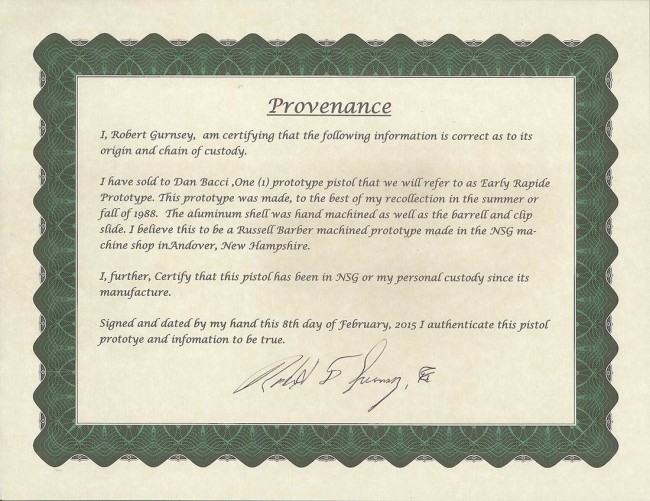 Provenance
I, Robert Gurnsey,  am certifying that the following information is correct as to its
origin and chain of custody.
I have sold to Dan Bacci ,One (1) prototype pistol that we will refer to as Early Rapide
Prototype. This prototype was made, to the best of my recollection in the summer or
fall of 1988.  The aluminum shell was hand machined as well as the barrell and clip
slide. I believe this to be a Russell Barber machined prototype made in the NSG ma-
chine shop inAndover, New Hampshire.
I, further, Certify that this pistol has been in NSG or my personal custody since its
manufacture.
Signed and dated by my hand this 8th day of February, 2015 I authenticate this pistol
prototye and infomation to be true.